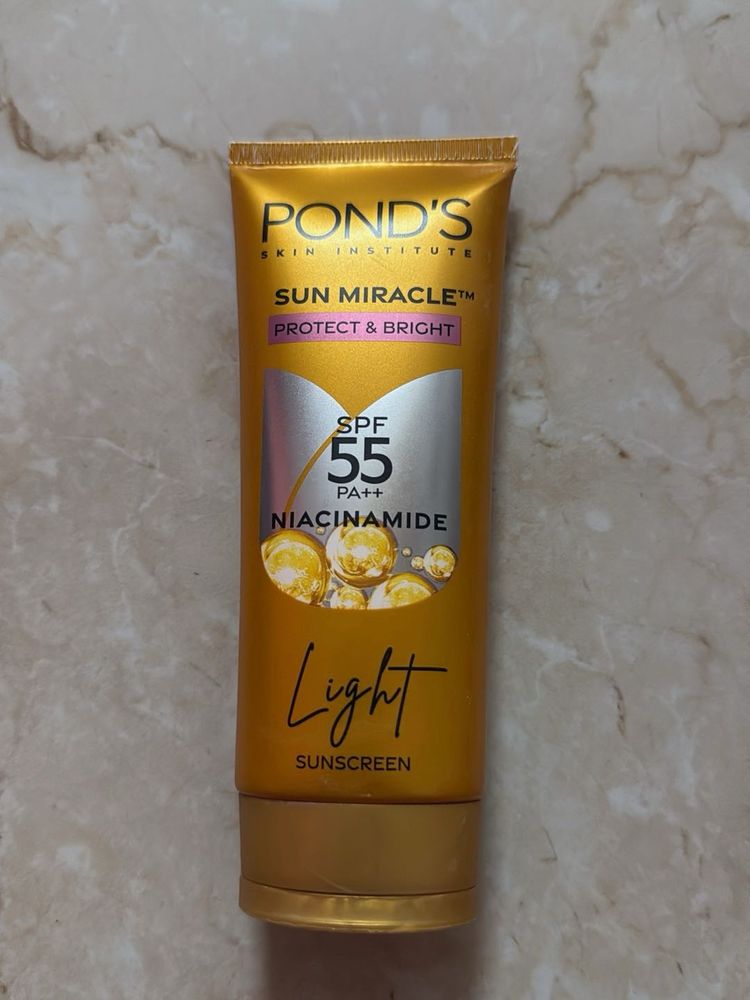 POND'S
SKIN INSTITUTE
SUN MIRACLE™
PROTECT & BRIGHT
SPF
55
PA++
NIACINAMIDE
Light
SUNSCREEN